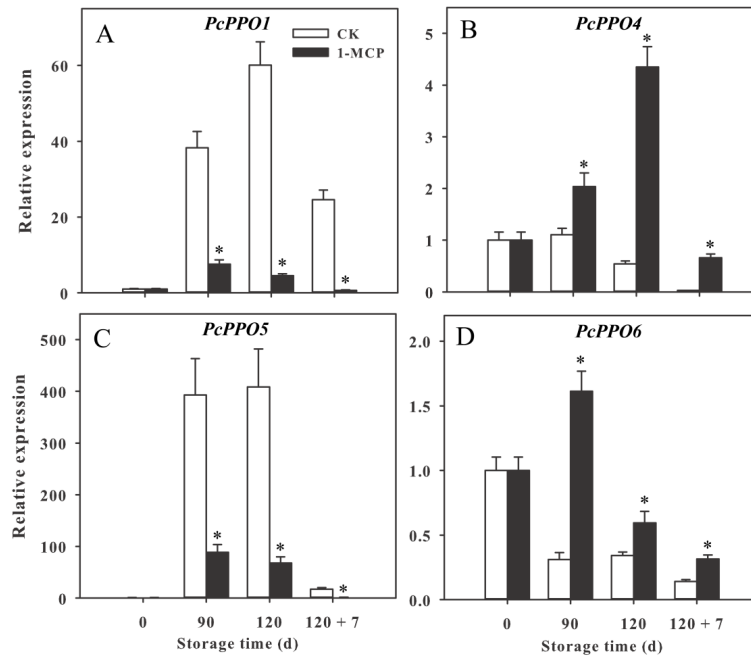 A
PcPPO1
CK
1-MCP
Relative expression
60
40
20
0
*
*
*
B
PcPPO4
5
4
3
2
1
0
*
*
*
C
PcPPO5
Relative expression
500
400
300
200
100
0
*
*
*
0 90 120 120 + 7
Storage time (d)
D
PcPPO6
2.0
1.5
1.0
0.5
0.0
*
*
*
0 90 120 120 + 7
Storage time (d)